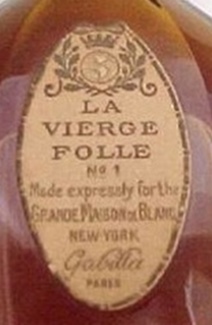 LA
VIERGE
FOLLE
No 1
Made expressly for the
GRANDE MAISON DE BLANC
NEW-YORK
Gabilla
PARIS